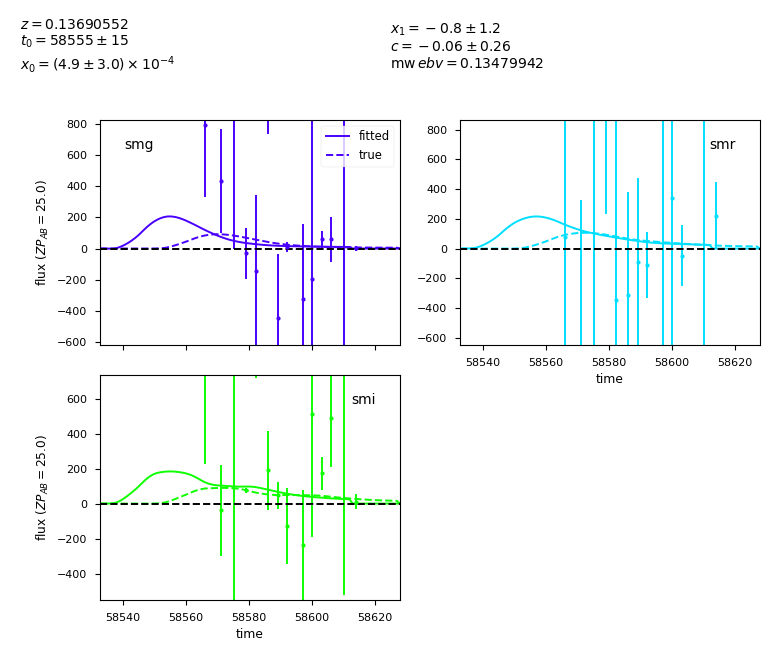 z = 0.13690552
t₀ = 58555 ± 15
x₀ = (4.9 ± 3.0) × 10⁻⁴
x₁ = −0.8 ± 1.2
c = −0.06 ± 0.26
mw ebv = 0.13479942
smg
fitted
true
800
600
400
200
0
−200
−400
−600
flux (ZP_AB = 25.0)
smr
800
600
400
200
0
−200
−400
−600
58540 58560 58580 58600 58620
time
smi
600
400
200
0
−200
−400
flux (ZP_AB = 25.0)
58540 58560 58580 58600 58620
time